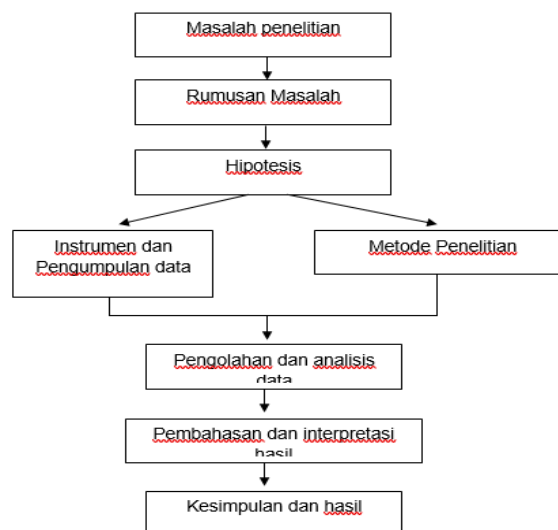 Masalah penelitian
Rumusan Masalah
Hipotesis
Instrumen dan
Pengumpulan data
Metode Penelitian
Pengolahan dan analisis
data
Pembahasan dan interpretasi
hasil
Kesimpulan dan hasil